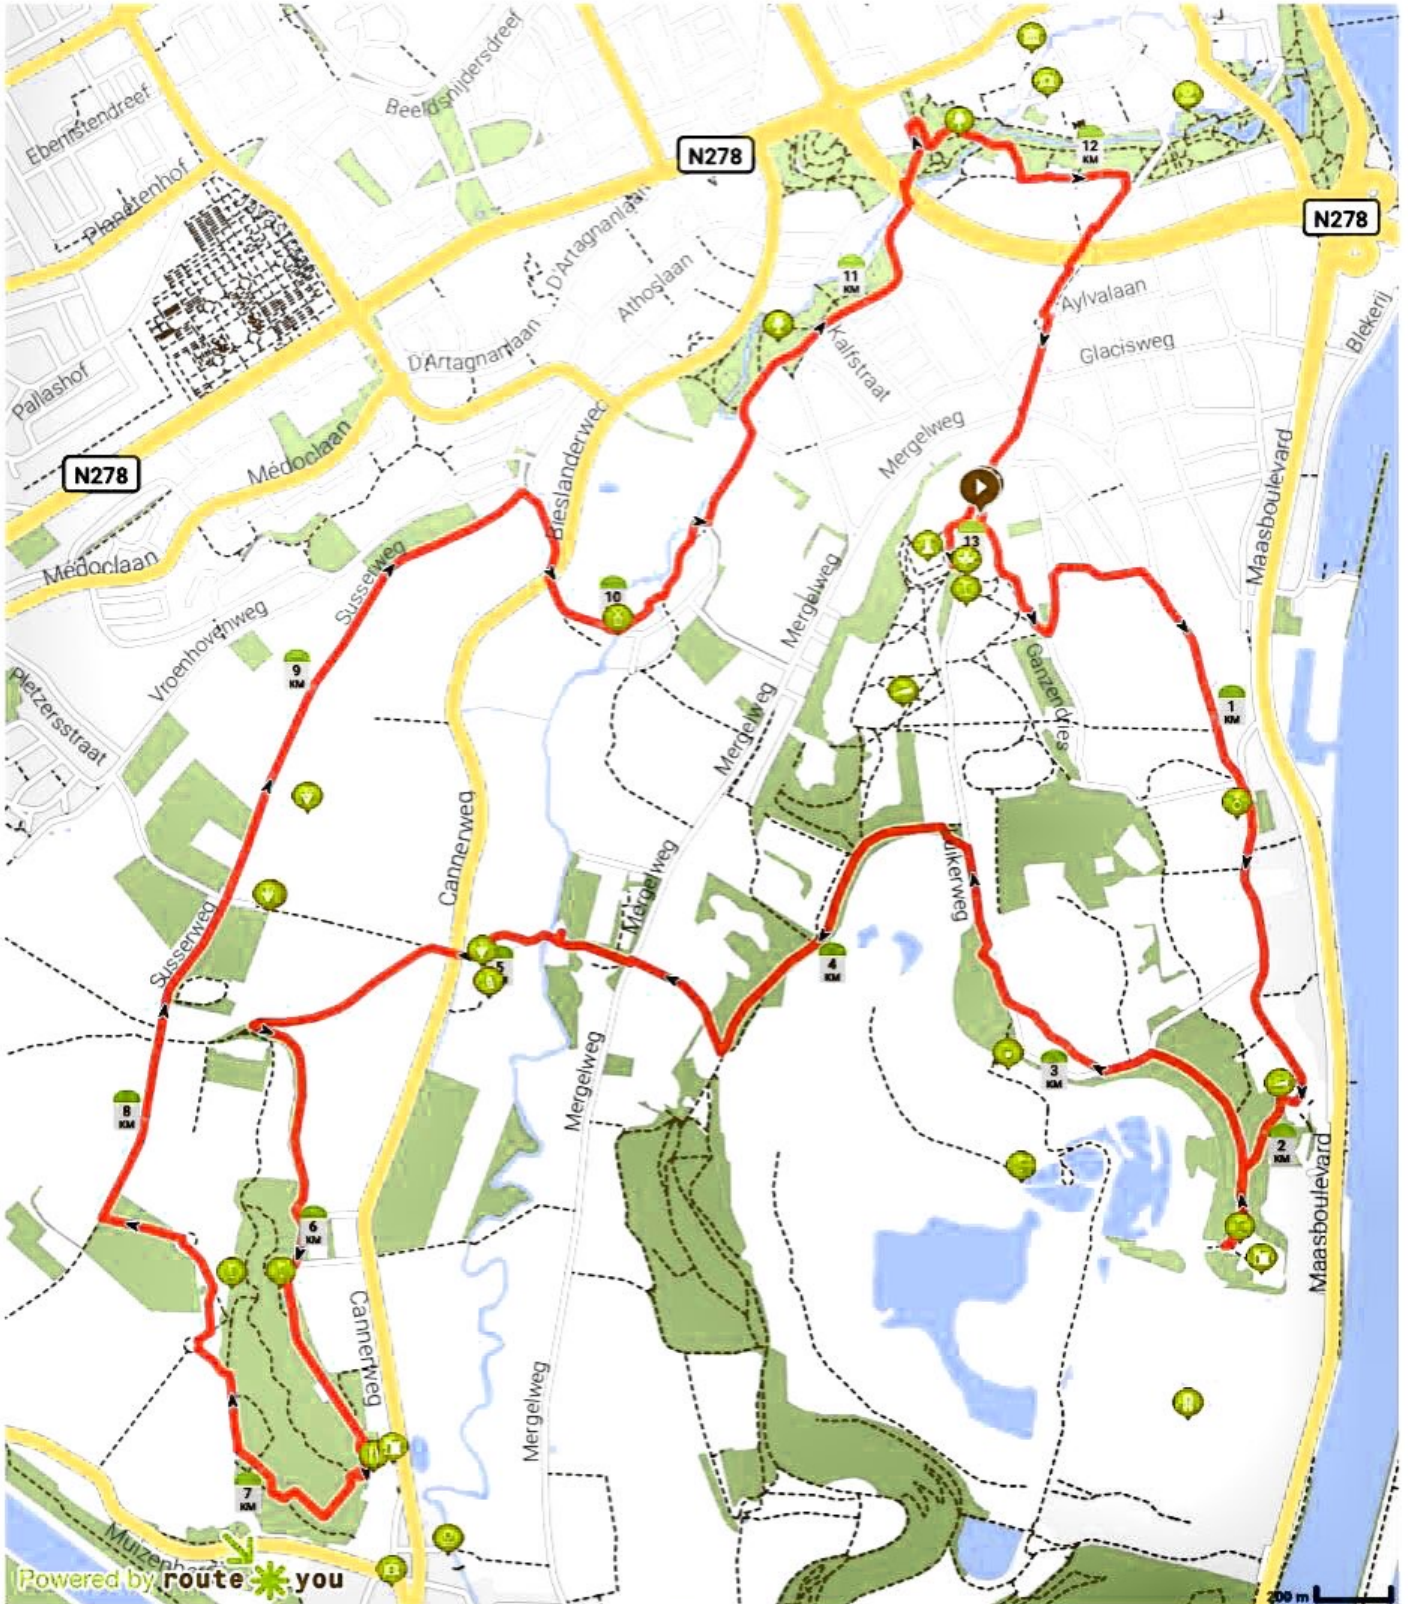 Beeldsnijdersdreef
Ebenistendreef
N278
12
KM
Planetenhof
N278
D'Artagnanlaan
11
KM
Athoslaan
Aylvalaan
Blekerij
Kalfstraat
Glacisweg
D'Artagnanlaan
Pallashof
Mergelweg
Médoclaan
N278
Bieslanderweg
Maasboulevard
13
Médoclaan
Susselweg
10
Mergelweg
Vroenhovenweg
9
KM
Ganzendries
Pletzersstraat
Mergelweg
1
KM
Cannerweg
Mergelweg
uikerweg
Susserweg
5
4
KM
Mergelweg
3
KM
8
KM
2
KM
Maasboulevard
6
KM
Cannerweg
Mergelweg
7
KM
Powered by route you
200 m